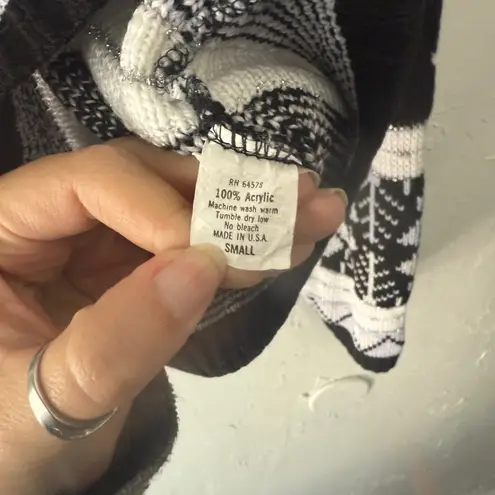 RN 64578
100% Acrylic
Machine wash warm
Tumble dry low
No bleach
MADE IN U.S.A.
SMALL